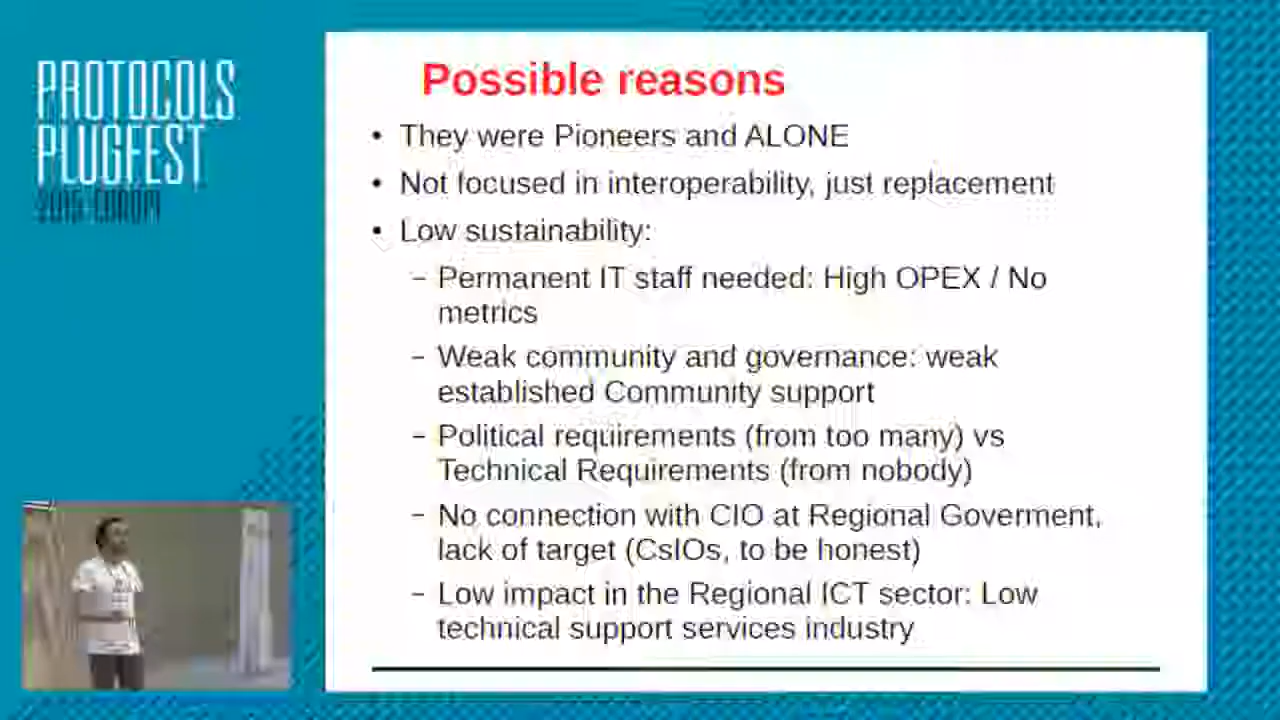 PROTOCOLS
PLUGFEST
2015 EUROPE
Possible reasons
• They were Pioneers and ALONE
• Not focused in interoperability, just replacement
• Low sustainability:
– Permanent IT staff needed: High OPEX / No
metrics
– Weak community and governance: weak
established Community support
– Political requirements (from too many) vs
Technical Requirements (from nobody)
– No connection with CIO at Regional Goverment,
lack of target (CsIOs, to be honest)
– Low impact in the Regional ICT sector: Low
technical support services industry